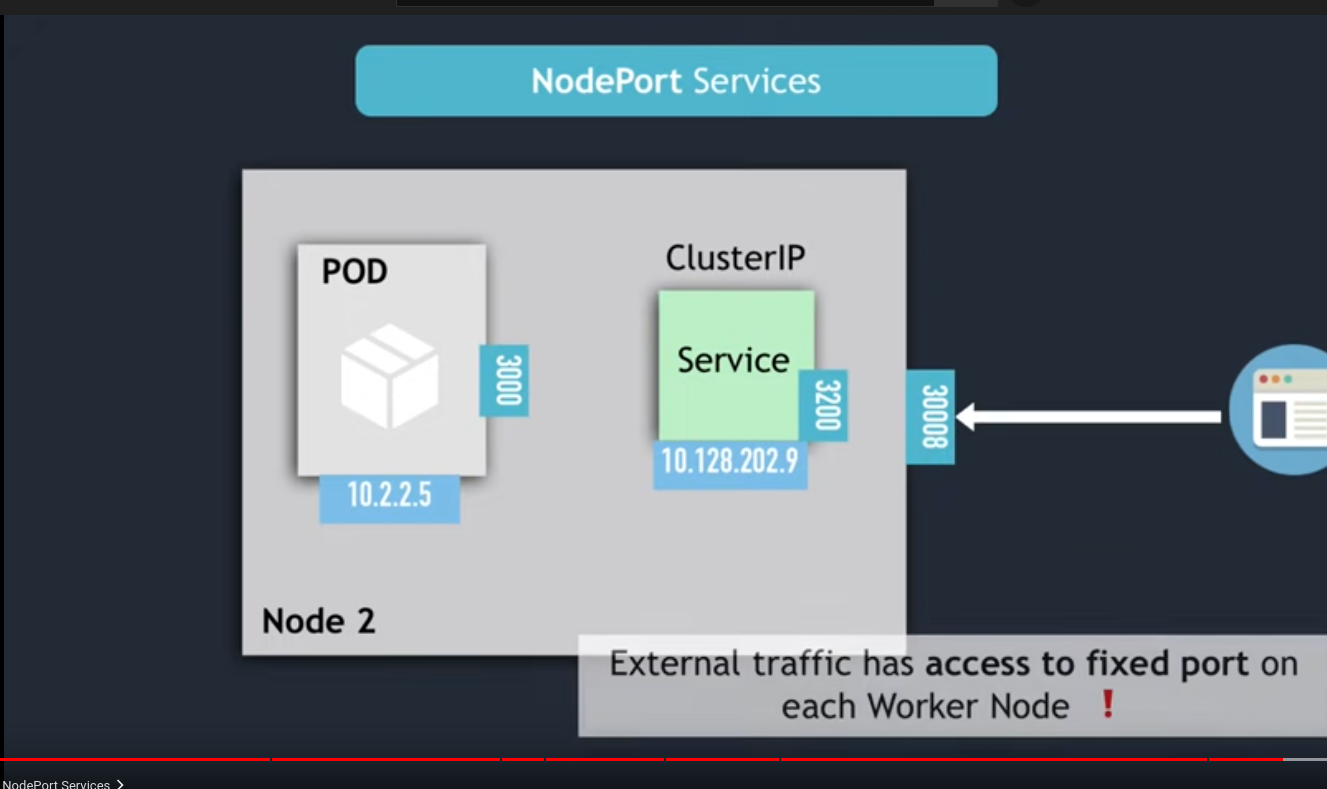 NodePort Services
POD
ClusterIP
Service
3000
3200
30008
10.2.2.5
10.128.202.9
Node 2
External traffic has access to fixed port on
each Worker Node !
NodePort Services